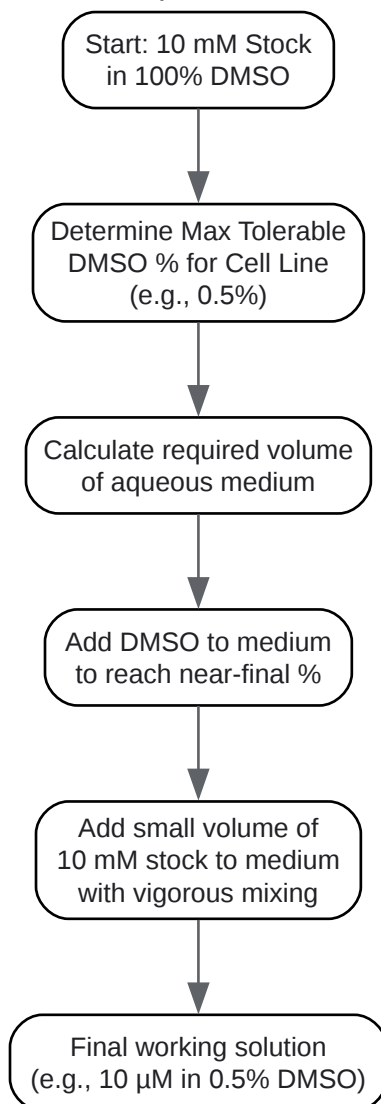 Start: 10 mM Stock
in 100% DMSO
Determine Max Tolerable
DMSO % for Cell Line
(e.g., 0.5%)
Calculate required volume
of aqueous medium
Add DMSO to medium
to reach near-final %
Add small volume of
10 mM stock to medium
with vigorous mixing
Final working solution
(e.g., 10 µM in 0.5% DMSO)